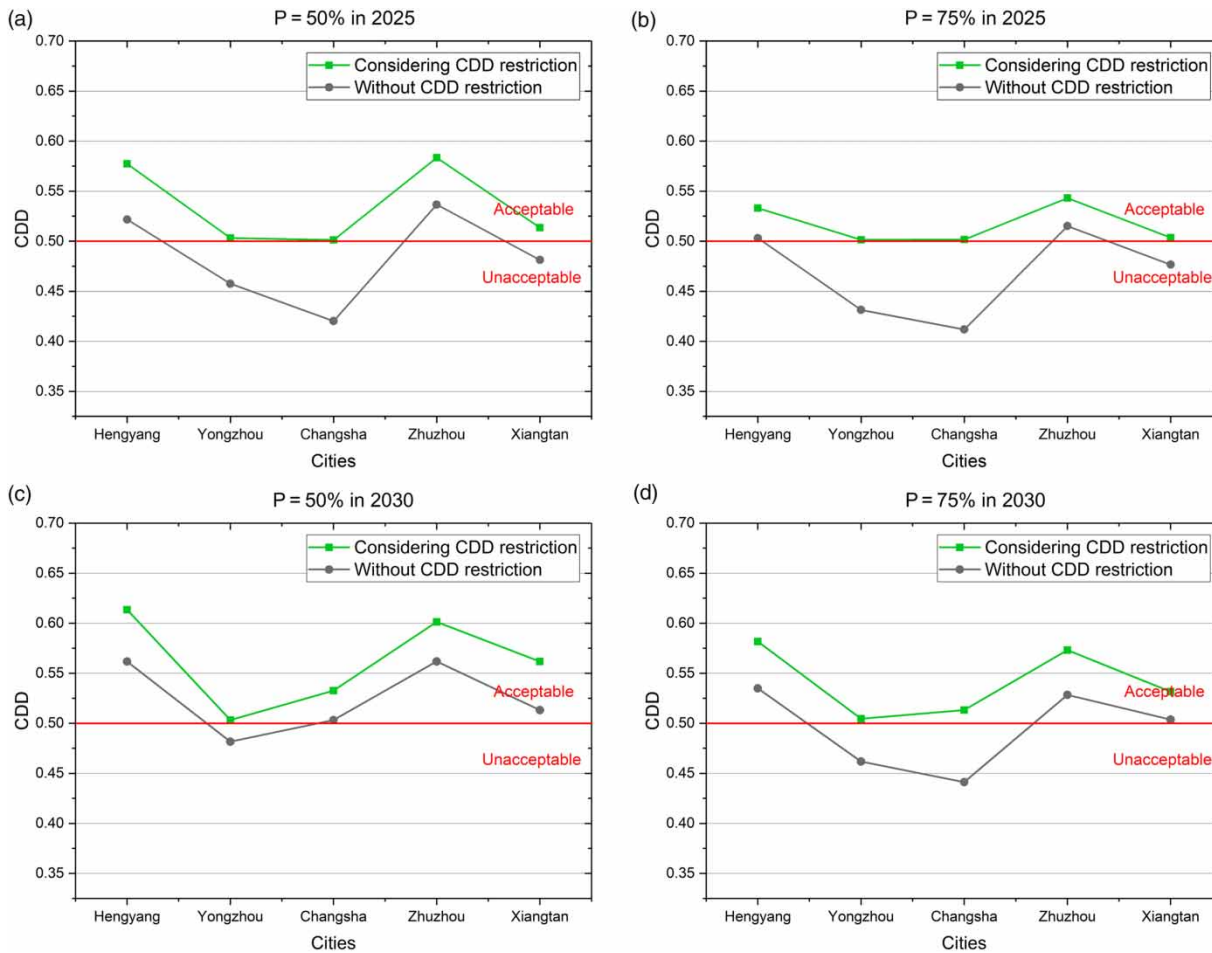 (a)
P = 50% in 2025
0.70
0.65
0.60
0.55
0.50
0.45
0.40
0.35
CDD
Considering CDD restriction
Without CDD restriction
Acceptable
Unacceptable
Hengyang Yongzhou Changsha Zhuzhou Xiangtan
Cities
(b)
P = 75% in 2025
0.70
0.65
0.60
0.55
0.50
0.45
0.40
0.35
CDD
Considering CDD restriction
Without CDD restriction
Acceptable
Unacceptable
Hengyang Yongzhou Changsha Zhuzhou Xiangtan
Cities
(c)
P = 50% in 2030
0.70
0.65
0.60
0.55
0.50
0.45
0.40
0.35
CDD
Considering CDD restriction
Without CDD restriction
Acceptable
Unacceptable
Hengyang Yongzhou Changsha Zhuzhou Xiangtan
Cities
(d)
P = 75% in 2030
0.70
0.65
0.60
0.55
0.50
0.45
0.40
0.35
CDD
Considering CDD restriction
Without CDD restriction
Acceptable
Unacceptable
Hengyang Yongzhou Changsha Zhuzhou Xiangtan
Cities